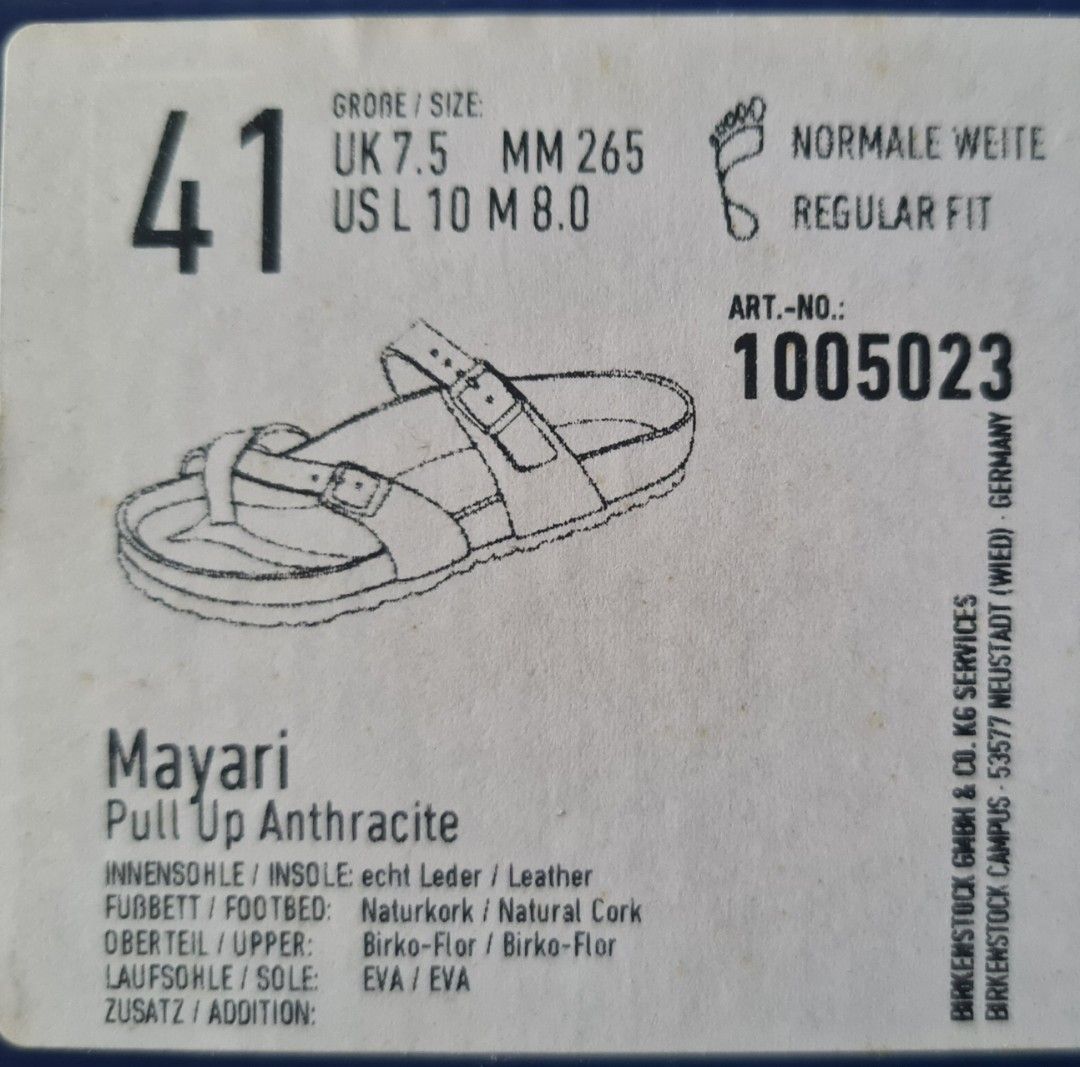 41
GRÖßE / SIZE:
UK 7.5 MM 265
US L 10 M 8.0
NORMALE WEITE
REGULAR FIT
ART.-NO.:
1005023
Mayari
Pull Up Anthracite
INNENSOHLE / INSOLE: echt Leder / Leather
FUßBETT / FOOTBED: Naturkork / Natural Cork
OBERTEIL / UPPER: Birko-Flor / Birko-Flor
LAUFSOHLE / SOLE: EVA / EVA
ZUSATZ / ADDITION:
BIRKENSTOCK GMBH & CO. KG SERVICES
BIRKENSTOCK CAMPUS · 53577 NEUSTADT (WIED) · GERMANY